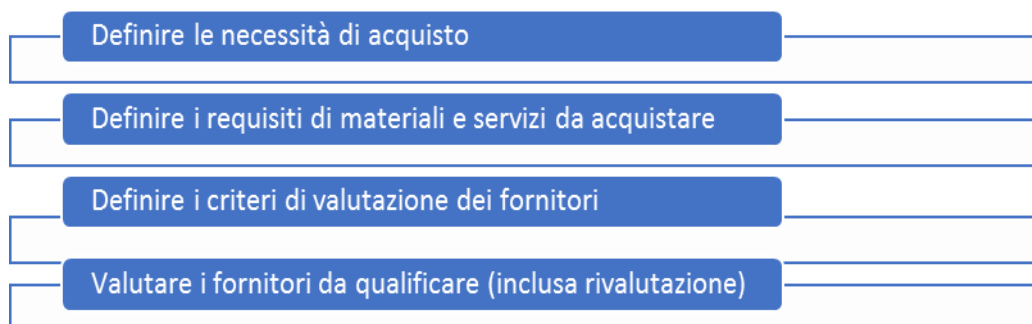 Definire le necessità di acquisto
Definire i requisiti di materiali e servizi da acquistare
Definire i criteri di valutazione dei fornitori
Valutare i fornitori da qualificare (inclusa rivalutazione)